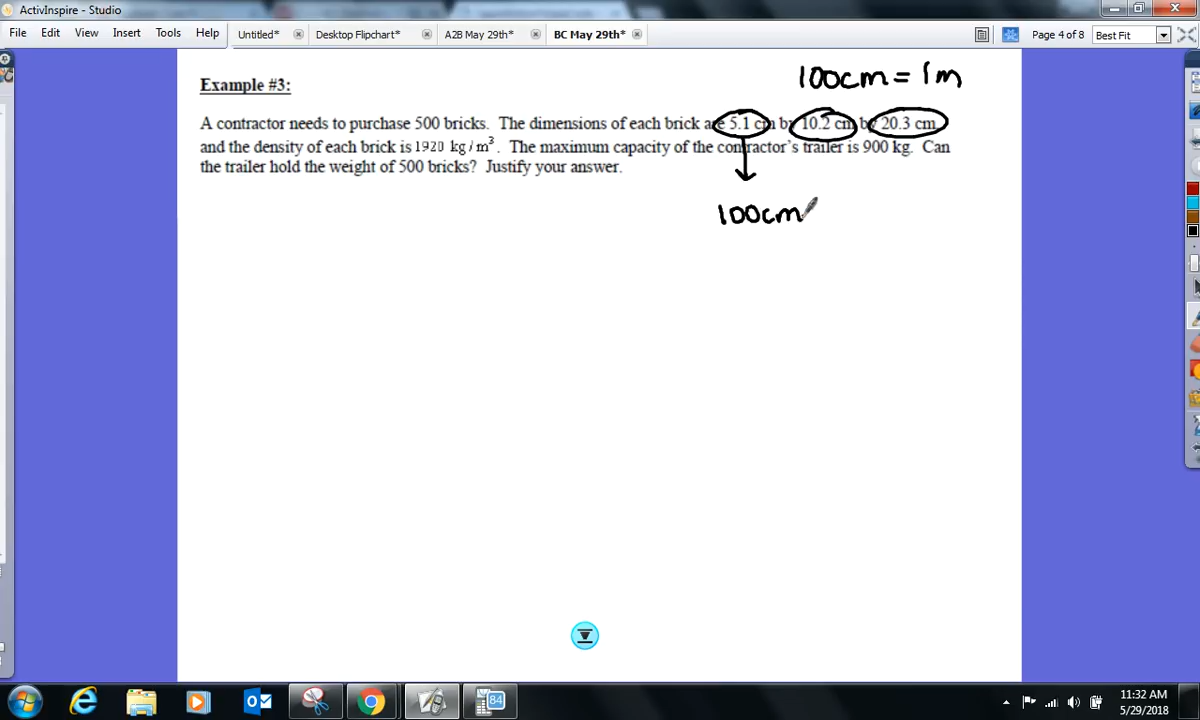 ActivInspire - Studio
File Edit View Insert Tools Help Untitled* Desktop Flipchart* A2B May 29th* BC May 29th* Page 4 of 8 Best Fit
100cm = 1m
Example #3:
A contractor needs to purchase 500 bricks. The dimensions of each brick are 5.1 cm by 10.2 cm by 20.3 cm
and the density of each brick is 1920 kg/m³. The maximum capacity of the contractor's trailer is 900 kg. Can
the trailer hold the weight of 500 bricks? Justify your answer.
100cm
84
11:32 AM
5/29/2018